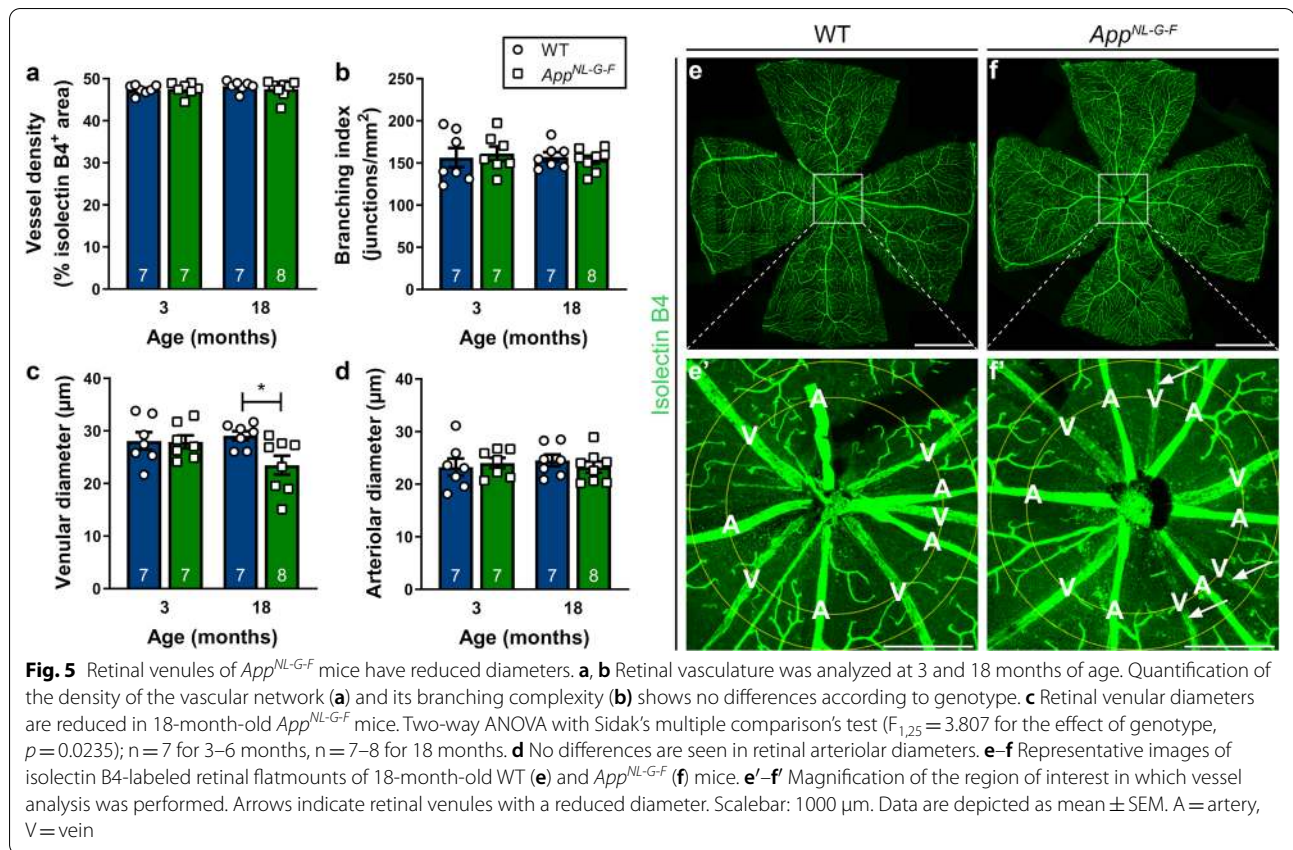 WT
App^NL-G-F
a
Vessel density
(% isolectin B4⁺ area)
50
40
30
20
10
0
7
7
7
8
3
18
Age (months)
b
Branching index
(junctions/mm²)
250
200
150
100
50
0
7
7
7
8
3
18
Age (months)
c
Venular diameter (µm)
40
30
20
10
0
*
7
7
7
8
3
18
Age (months)
d
Arteriolar diameter (µm)
40
30
20
10
0
7
7
7
8
3
18
Age (months)
WT
App^NL-G-F
Isolectin B4
e
f
e'
A
V
V
A
V
A
A
V
V
A
f'
V
A
V
A
A
A
V
V
A
V
A
Fig. 5 Retinal venules of App^NL-G-F mice have reduced diameters. a, b Retinal vasculature was analyzed at 3 and 18 months of age. Quantification of
the density of the vascular network (a) and its branching complexity (b) shows no differences according to genotype. c Retinal venular diameters
are reduced in 18-month-old App^NL-G-F mice. Two-way ANOVA with Sidak's multiple comparison's test (F₁,₂₅ = 3.807 for the effect of genotype,
p = 0.0235); n = 7 for 3–6 months, n = 7–8 for 18 months. d No differences are seen in retinal arteriolar diameters. e–f Representative images of
isolectin B4-labeled retinal flatmounts of 18-month-old WT (e) and App^NL-G-F (f) mice. e'–f' Magnification of the region of interest in which vessel
analysis was performed. Arrows indicate retinal venules with a reduced diameter. Scalebar: 1000 µm. Data are depicted as mean ± SEM. A = artery,
V = vein